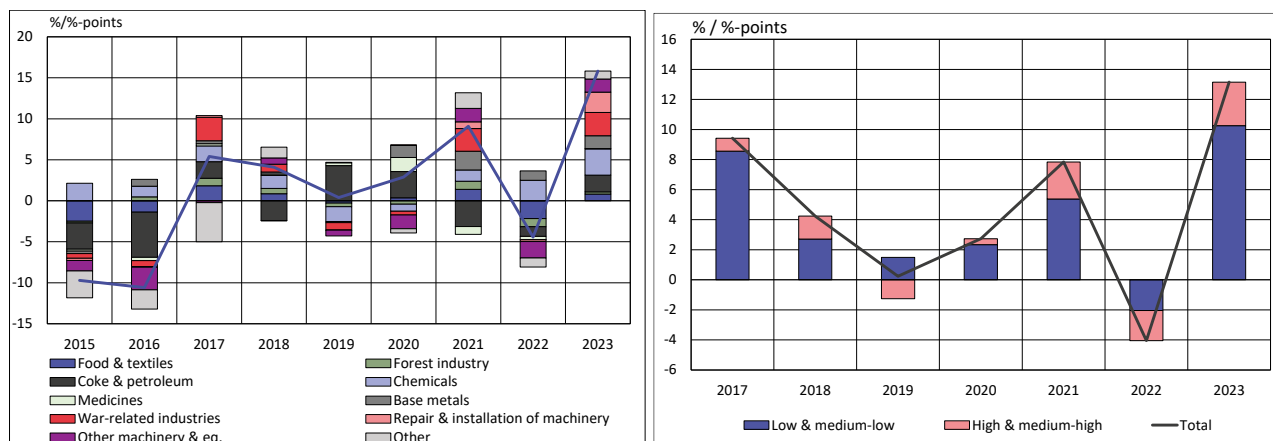 %/%-points
20
15
10
5
0
-5
-10
-15
2015 2016 2017 2018 2019 2020 2021 2022 2023
Food & textiles Forest industry
Coke & petroleum Chemicals
Medicines Base metals
War-related industries Repair & installation of machinery
Other machinery & eq. Other
% / %-points
16
14
12
10
8
6
4
2
0
-2
-4
-6
2017 2018 2019 2020 2021 2022 2023
Low & medium-low High & medium-high Total